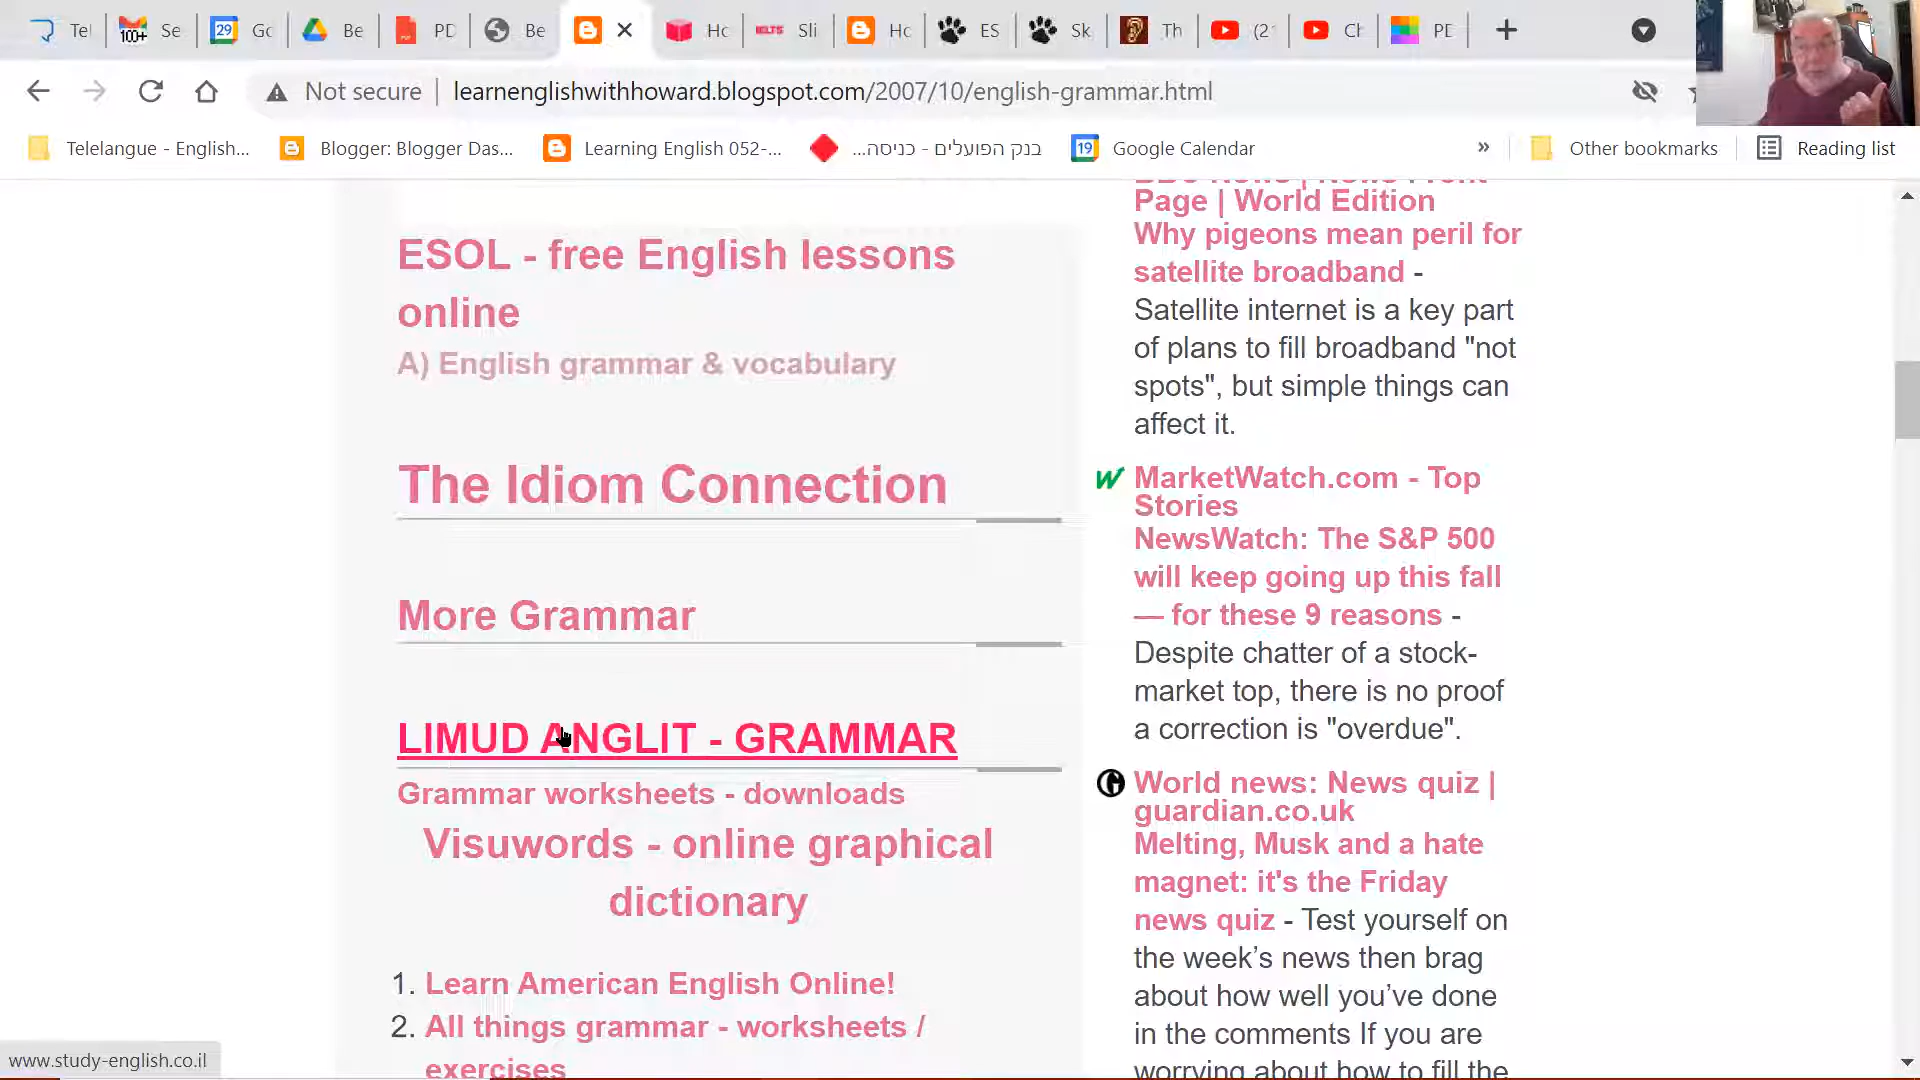 Te
Se
Gc
Be
PD
Be
Hc
Sli
Hc
ES
Sk
Th
(2
Cl
PE
Not secure
learnenglishwithhoward.blogspot.com/2007/10/english-grammar.html
Telelangue - English...
Blogger: Blogger Das...
Learning English 052-...
בנק הפועלים - כניסה...
Google Calendar
»
Other bookmarks
Reading list
ESOL - free English lessons
online
A) English grammar & vocabulary
The Idiom Connection
More Grammar
LIMUD ANGLIT - GRAMMAR
Grammar worksheets - downloads
Visuwords - online graphical
dictionary
1. Learn American English Online!
2. All things grammar - worksheets /
exercises
Page | World Edition
Why pigeons mean peril for
satellite broadband -
Satellite internet is a key part
of plans to fill broadband "not
spots", but simple things can
affect it.
MarketWatch.com - Top
Stories
NewsWatch: The S&P 500
will keep going up this fall
— for these 9 reasons -
Despite chatter of a stock-
market top, there is no proof
a correction is "overdue".
World news: News quiz |
guardian.co.uk
Melting, Musk and a hate
magnet: it's the Friday
news quiz - Test yourself on
the week’s news then brag
about how well you’ve done
in the comments If you are
worrying about how to fill the
www.study-english.co.il